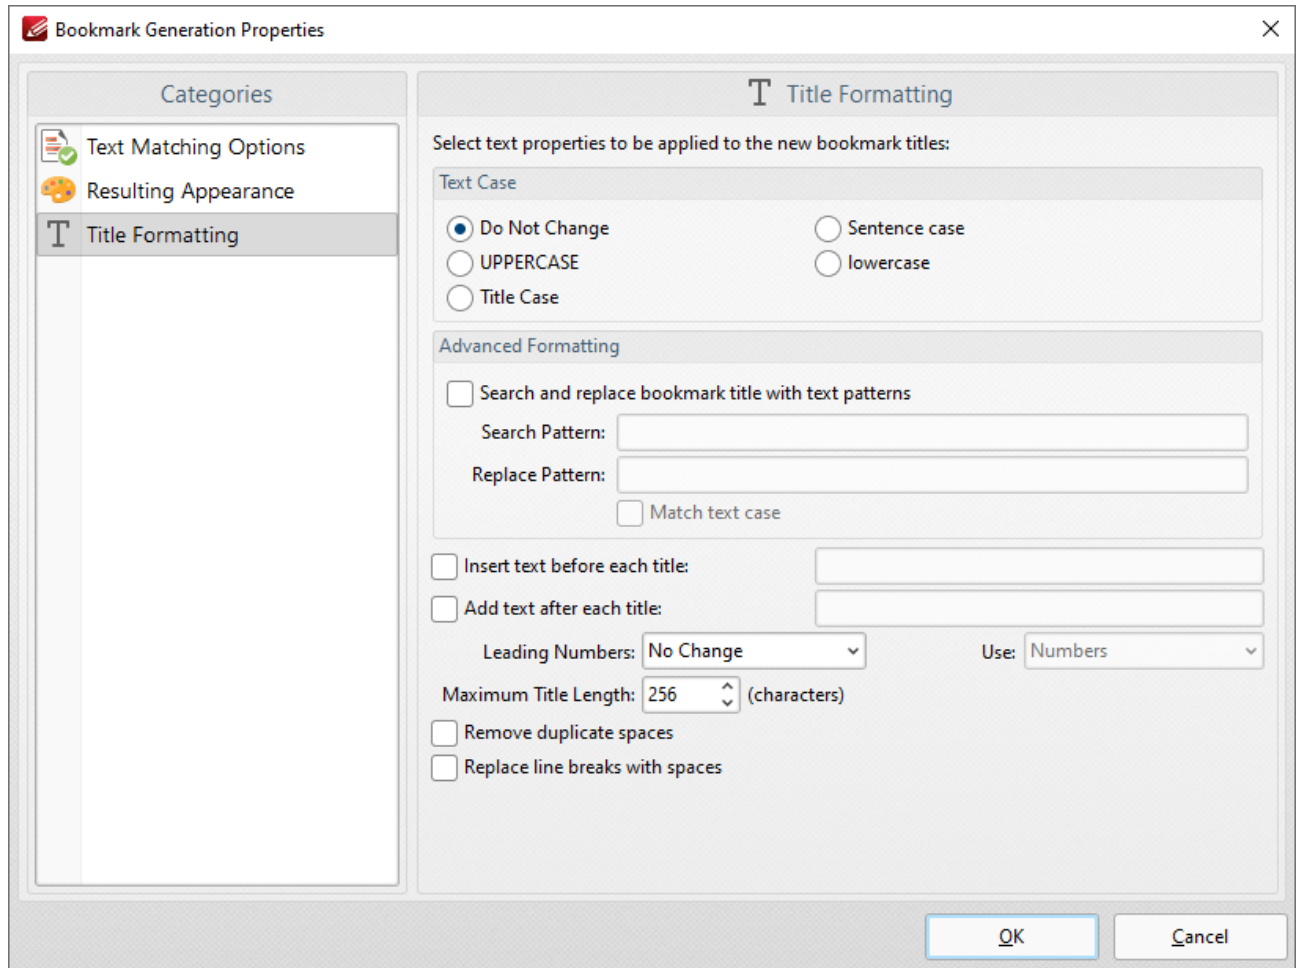 Bookmark Generation Properties
Categories
Text Matching Options
Resulting Appearance
Title Formatting
Title Formatting
Select text properties to be applied to the new bookmark titles:
Text Case
Do Not Change
Sentence case
UPPERCASE
lowercase
Title Case
Advanced Formatting
Search and replace bookmark title with text patterns
Search Pattern:
Replace Pattern:
Match text case
Insert text before each title:
Add text after each title:
Leading Numbers: No Change Use: Numbers
Maximum Title Length: 256 (characters)
Remove duplicate spaces
Replace line breaks with spaces
OK Cancel